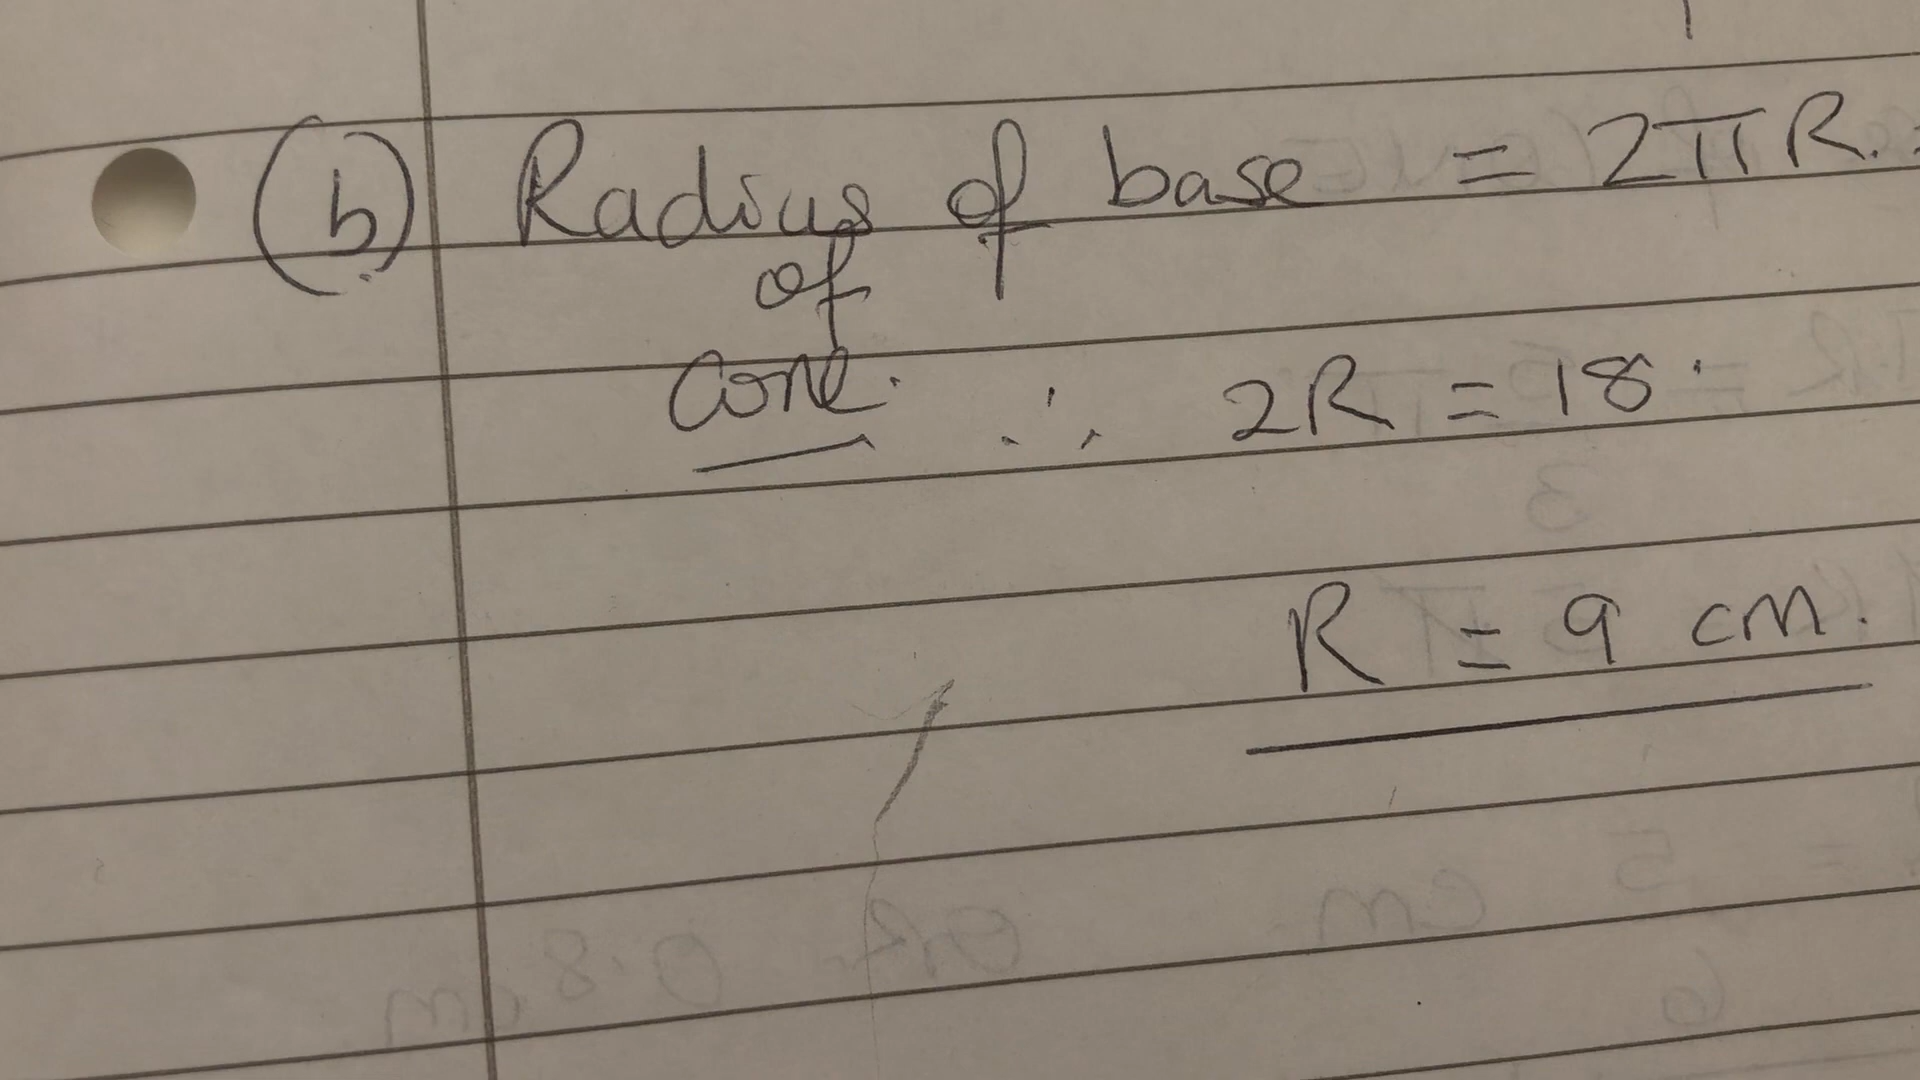 (b) Radius of base = 2πR. =
of
cone. ∴ 2R = 18.
R = 9 cm.